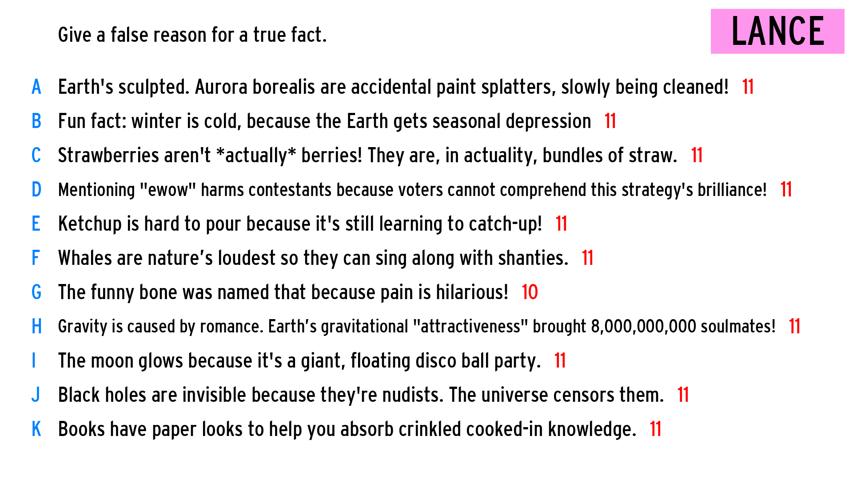 Give a false reason for a true fact.
LANCE
A Earth's sculpted. Aurora borealis are accidental paint splatters, slowly being cleaned! 11
B Fun fact: winter is cold, because the Earth gets seasonal depression 11
C Strawberries aren't *actually* berries! They are, in actuality, bundles of straw. 11
D Mentioning "ewow" harms contestants because voters cannot comprehend this strategy's brilliance! 11
E Ketchup is hard to pour because it's still learning to catch-up! 11
F Whales are nature’s loudest so they can sing along with shanties. 11
G The funny bone was named that because pain is hilarious! 10
H Gravity is caused by romance. Earth’s gravitational "attractiveness" brought 8,000,000,000 soulmates! 11
I The moon glows because it's a giant, floating disco ball party. 11
J Black holes are invisible because they're nudists. The universe censors them. 11
K Books have paper looks to help you absorb crinkled cooked-in knowledge. 11